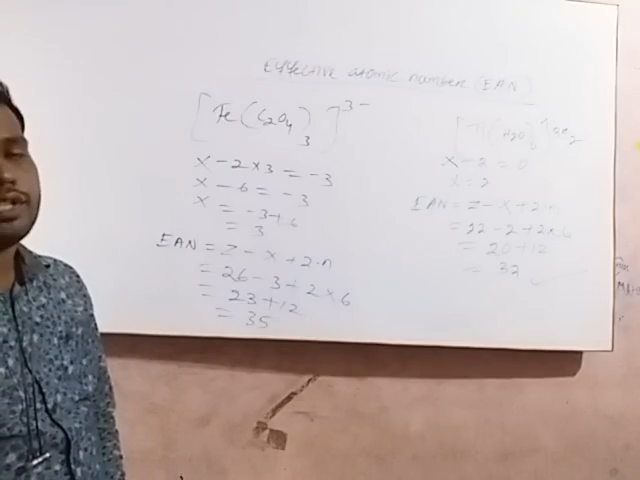 Effective atomic number (EAN)
[Fe(C2O4)3]3-
x - 2×3 = -3
x - 6 = -3
x = -3+6
= 3
EAN = Z - x + 2·n
= 26 - 3 + 2×6
= 23+12
= 35
x - 2 = 0
x = 2
EAN = Z - x + 2·n
= 22 - 2 + 2×6
= 20+12
= 32